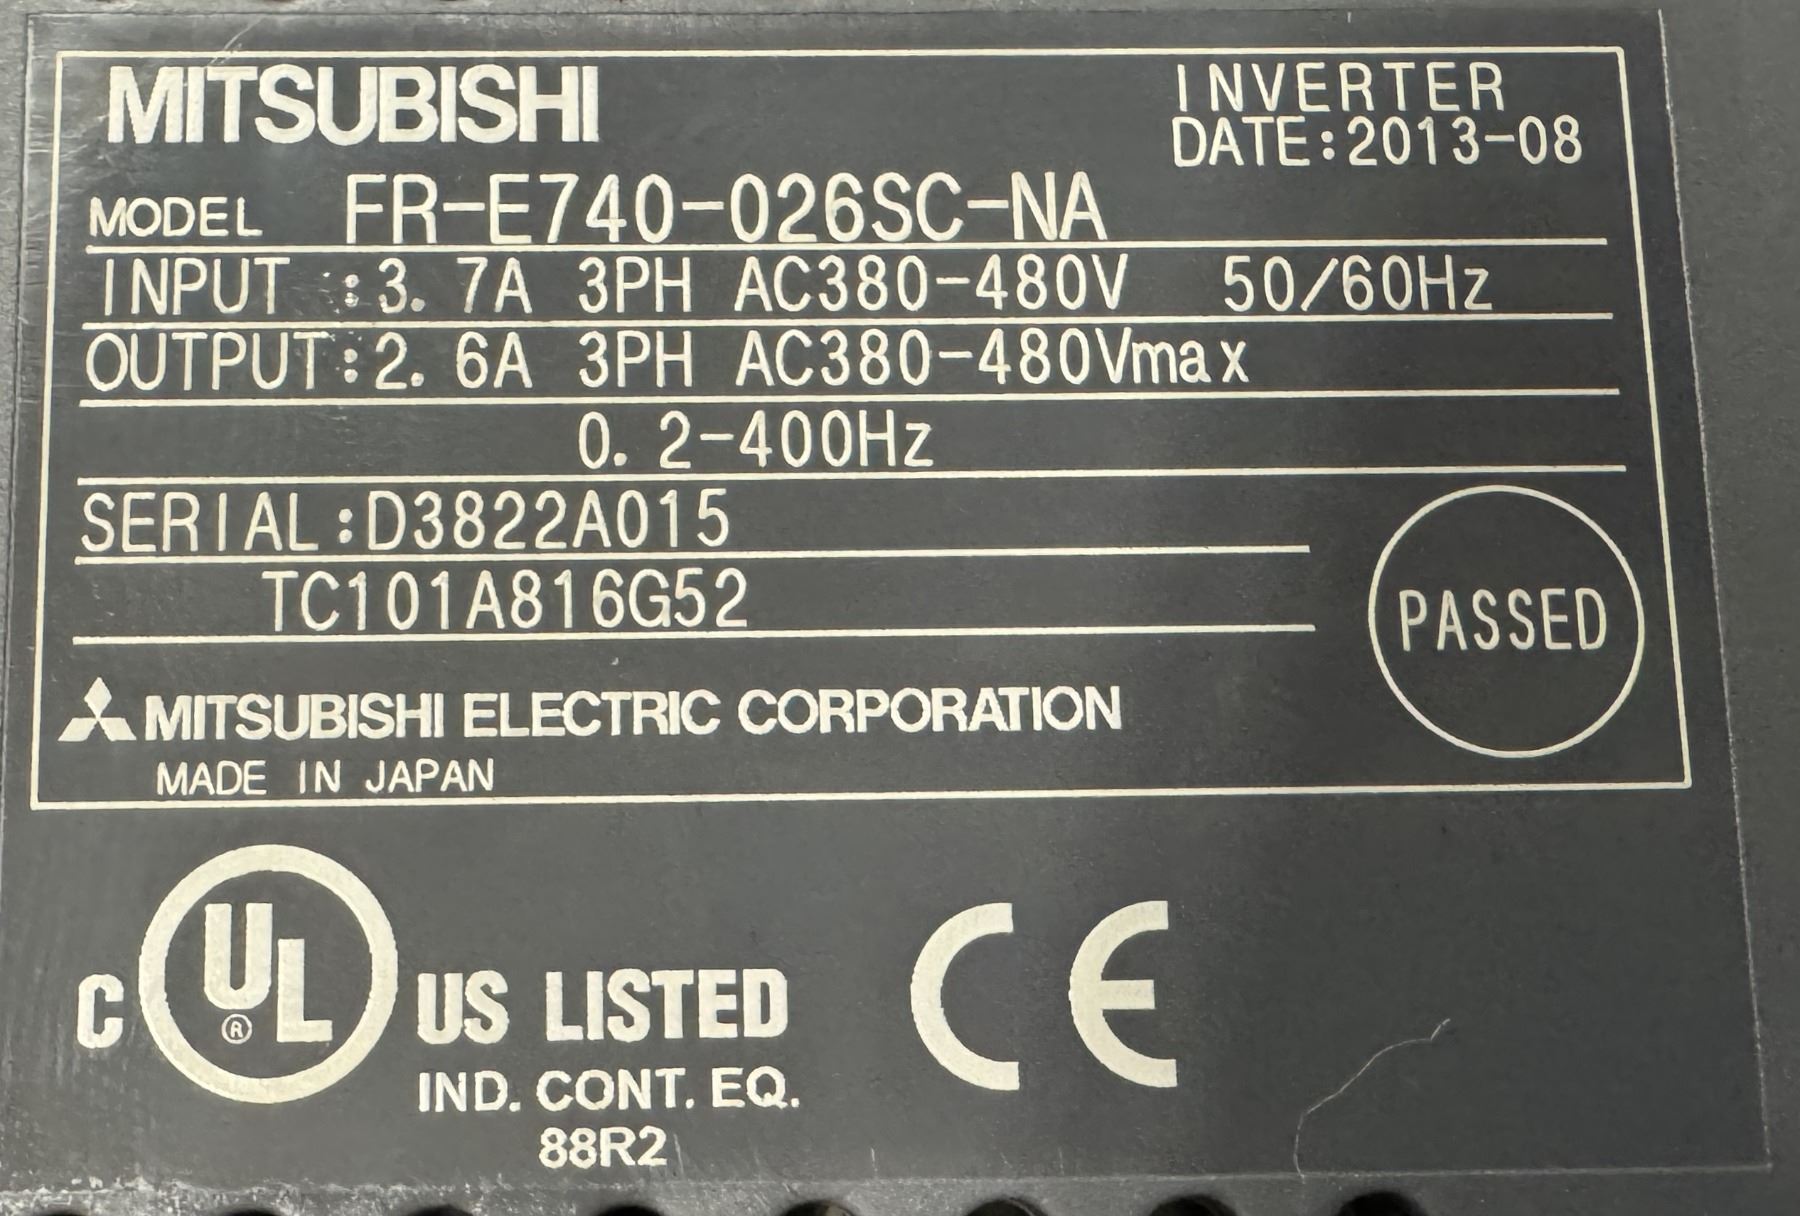 MITSUBISHI
INVERTER
DATE:2013-08
MODEL FR-E740-026SC-NA
INPUT :3.7A 3PH AC380-480V 50/60Hz
OUTPUT:2.6A 3PH AC380-480Vmax
0.2-400Hz
SERIAL:D3822A015
TC101A816G52
PASSED
MITSUBISHI ELECTRIC CORPORATION
MADE IN JAPAN
C UL ® US LISTED
IND. CONT. EQ.
88R2
CE